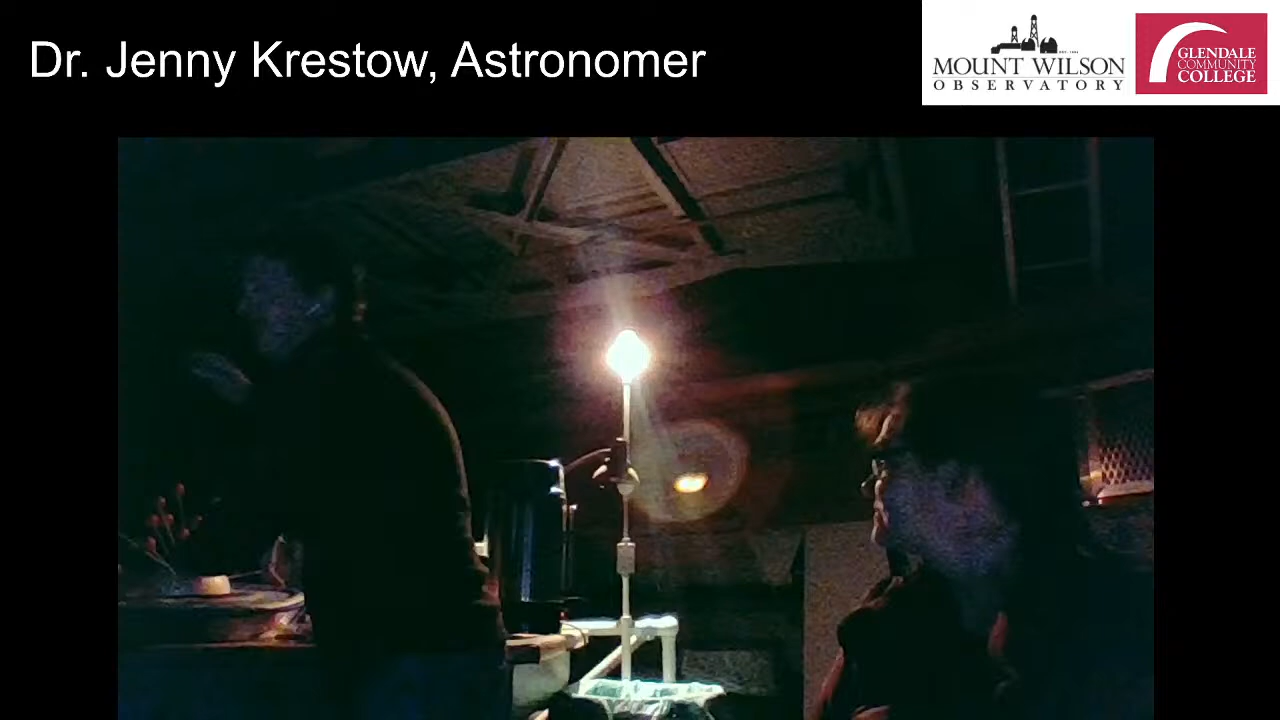 Dr. Jenny Krestow, Astronomer
MOUNT WILSON
OBSERVATORY
GLENDALE
COMMUNITY
COLLEGE